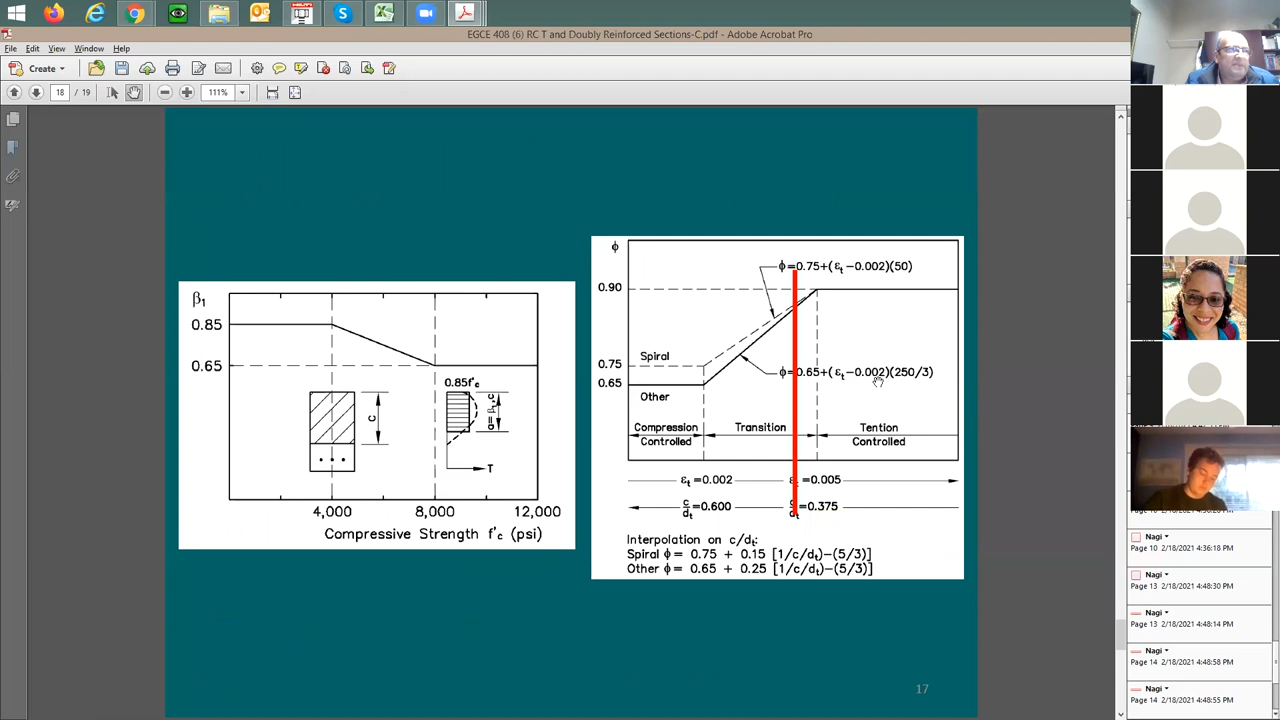 EGCE 408 (6) RC T and Doubly Reinforced Sections-C.pdf - Adobe Acrobat Pro
File Edit View Window Help
Create
18 / 19
111%
β1
0.85
0.65
0.85f'c
c
a=β1.c
T
4,000 8,000 12,000
Compressive Strength f'c (psi)
ϕ
ϕ=0.75+(εt-0.002)(50)
0.90
0.75 Spiral
0.65
ϕ=0.65+(εt-0.002)(250/3)
Other
Compression Controlled
Transition
Tention Controlled
εt=0.002 εt=0.005
c/dt=0.600 c/dt=0.375
Interpolation on c/dt:
Spiral ϕ= 0.75 + 0.15 [1/c/dt)-(5/3)]
Other ϕ= 0.65 + 0.25 [1/c/dt)-(5/3)]
17
Nagi
Page 10 2/18/2021 4:36:18 PM
Nagi
Page 13 2/18/2021 4:48:30 PM
Nagi
Page 13 2/18/2021 4:48:14 PM
Nagi
Page 14 2/18/2021 4:48:58 PM
Nagi
Page 14 2/18/2021 4:48:55 PM